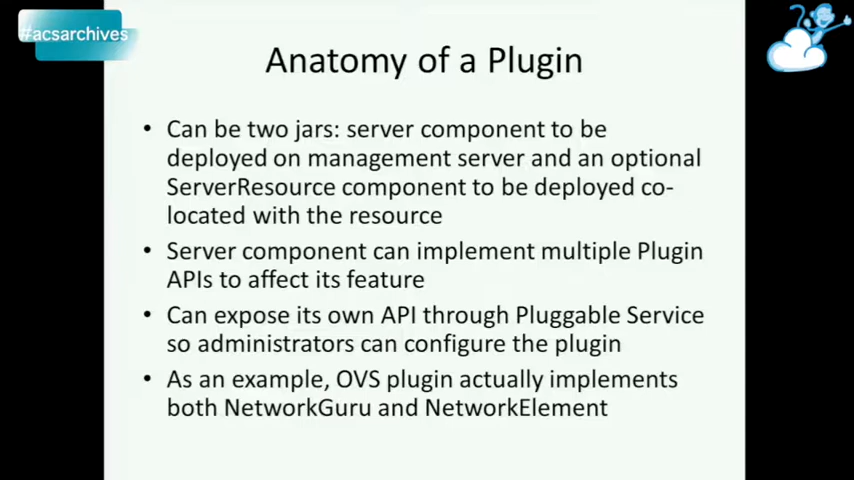 #acsarchives
Anatomy of a Plugin
• Can be two jars: server component to be
deployed on management server and an optional
ServerResource component to be deployed co-
located with the resource
• Server component can implement multiple Plugin
APIs to affect its feature
• Can expose its own API through Pluggable Service
so administrators can configure the plugin
• As an example, OVS plugin actually implements
both NetworkGuru and NetworkElement